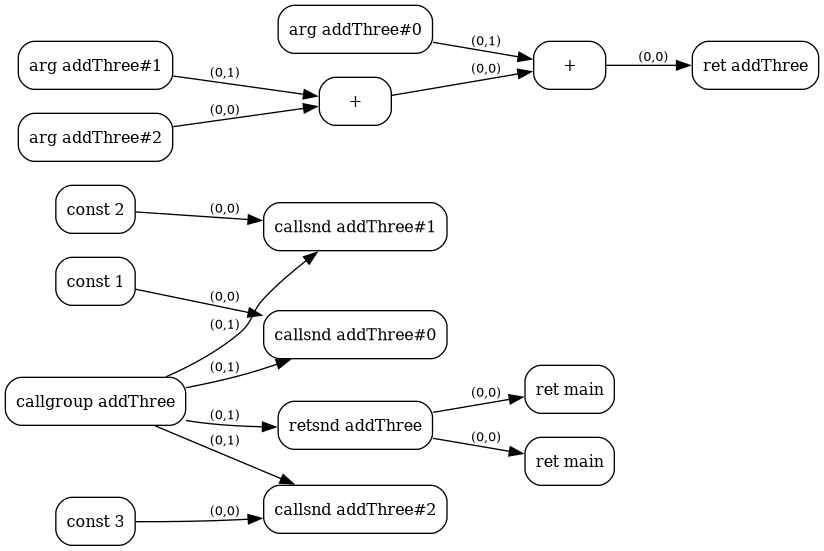 arg addThree#0
(0,1)
arg addThree#1
(0,1)
+
(0,0)
ret addThree
(0,0)
+
(0,0)
arg addThree#2
const 2
(0,0)
callsnd addThree#1
const 1
(0,0)
(0,1)
callsnd addThree#0
(0,1)
callgroup addThree
(0,1)
retsnd addThree
(0,0)
ret main
(0,0)
ret main
(0,1)
const 3
(0,0)
callsnd addThree#2